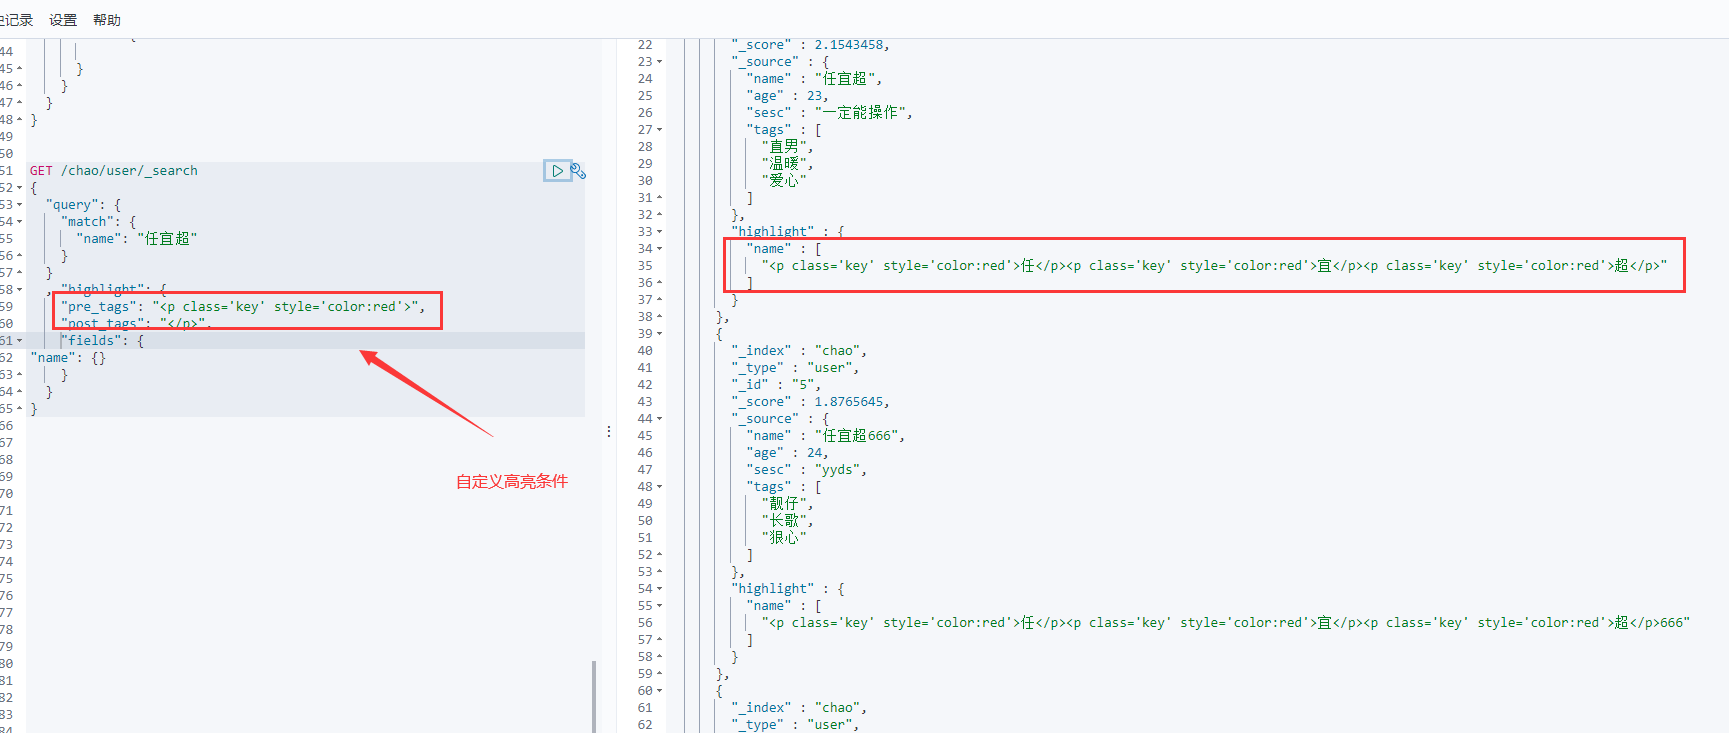 史记录 设置 帮助
44 {
45 }
46 }
47 }
48 }
49
50
51 GET /chao/user/_search
52 {
53 "query": {
54 "match": {
55 "name": "任宜超"
56 }
57 }
58 , "highlight": {
59 "pre_tags": "<p class='key' style='color:red'>",
60 "post_tags": "</p>",
61 "fields": {
62 "name": {}
63 }
64 }
65 }
66
67
68
69
70
71
72
73
74
75
76
77
78
79
80
81
82
83
84
自定义高亮条件
22 "_score" : 2.1543458,
23 "_source" : {
24 "name" : "任宜超",
25 "age" : 23,
26 "sesc" : "一定能操作",
27 "tags" : [
28 "直男",
29 "温暖",
30 "爱心"
31 ]
32 },
33 "highlight" : {
34 "name" : [
35 "<p class='key' style='color:red'>任</p><p class='key' style='color:red'>宜</p><p class='key' style='color:red'>超</p>"
36 ]
37 }
38 },
39 {
40 "_index" : "chao",
41 "_type" : "user",
42 "_id" : "5",
43 "_score" : 1.8765645,
44 "_source" : {
45 "name" : "任宜超666",
46 "age" : 24,
47 "sesc" : "yyds",
48 "tags" : [
49 "靓仔",
50 "长歌",
51 "狠心"
52 ]
53 },
54 "highlight" : {
55 "name" : [
56 "<p class='key' style='color:red'>任</p><p class='key' style='color:red'>宜</p><p class='key' style='color:red'>超</p>666"
57 ]
58 }
59 },
60 {
61 "_index" : "chao",
62 "_type" : "user",